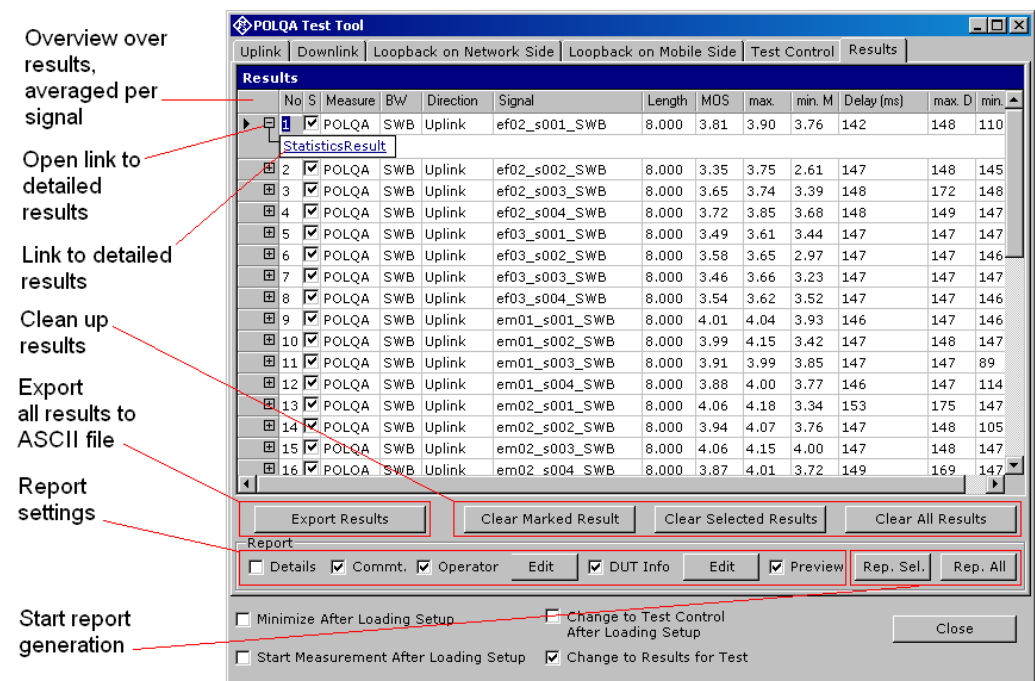 Overview over
results,
averaged per
signal
Open link to
detailed
results
Link to detailed
results
Clean up
results
Export
all results to
ASCII file
Report
settings
Start report
generation
POLQA Test Tool
Uplink Downlink Loopback on Network Side Loopback on Mobile Side Test Control Results
Results
No S Measure BW Direction Signal Length MOS max. min. M Delay (ms) max. D min.
1 POLQA SWB Uplink ef02_s001_SWB 8.000 3.81 3.90 3.76 142 148 110
StatisticsResult
2 POLQA SWB Uplink ef02_s002_SWB 8.000 3.35 3.75 2.61 147 148 145
3 POLQA SWB Uplink ef02_s003_SWB 8.000 3.65 3.74 3.39 148 172 148
4 POLQA SWB Uplink ef02_s004_SWB 8.000 3.72 3.85 3.68 148 149 147
5 POLQA SWB Uplink ef03_s001_SWB 8.000 3.49 3.61 3.44 147 147 147
6 POLQA SWB Uplink ef03_s002_SWB 8.000 3.58 3.65 2.97 147 147 146
7 POLQA SWB Uplink ef03_s003_SWB 8.000 3.46 3.66 3.23 147 147 147
8 POLQA SWB Uplink ef03_s004_SWB 8.000 3.54 3.62 3.52 147 147 146
9 POLQA SWB Uplink em01_s001_SWB 8.000 4.01 4.04 3.93 146 147 146
10 POLQA SWB Uplink em01_s002_SWB 8.000 3.99 4.15 3.42 147 148 147
11 POLQA SWB Uplink em01_s003_SWB 8.000 3.91 3.99 3.85 147 147 89
12 POLQA SWB Uplink em01_s004_SWB 8.000 3.88 4.00 3.77 146 147 114
13 POLQA SWB Uplink em02_s001_SWB 8.000 4.06 4.18 3.34 153 175 147
14 POLQA SWB Uplink em02_s002_SWB 8.000 3.94 4.07 3.76 147 148 105
15 POLQA SWB Uplink em02_s003_SWB 8.000 4.06 4.15 4.00 147 148 147
16 POLQA SWB Uplink em02_s004_SWB 8.000 3.87 4.01 3.72 149 169 147
Export Results Clear Marked Result Clear Selected Results Clear All Results
Report
Details Commt. Operator Edit DUT Info Edit Preview Rep. Sel. Rep. All
Minimize After Loading Setup Change to Test Control
After Loading Setup Close
Start Measurement After Loading Setup Change to Results for Test